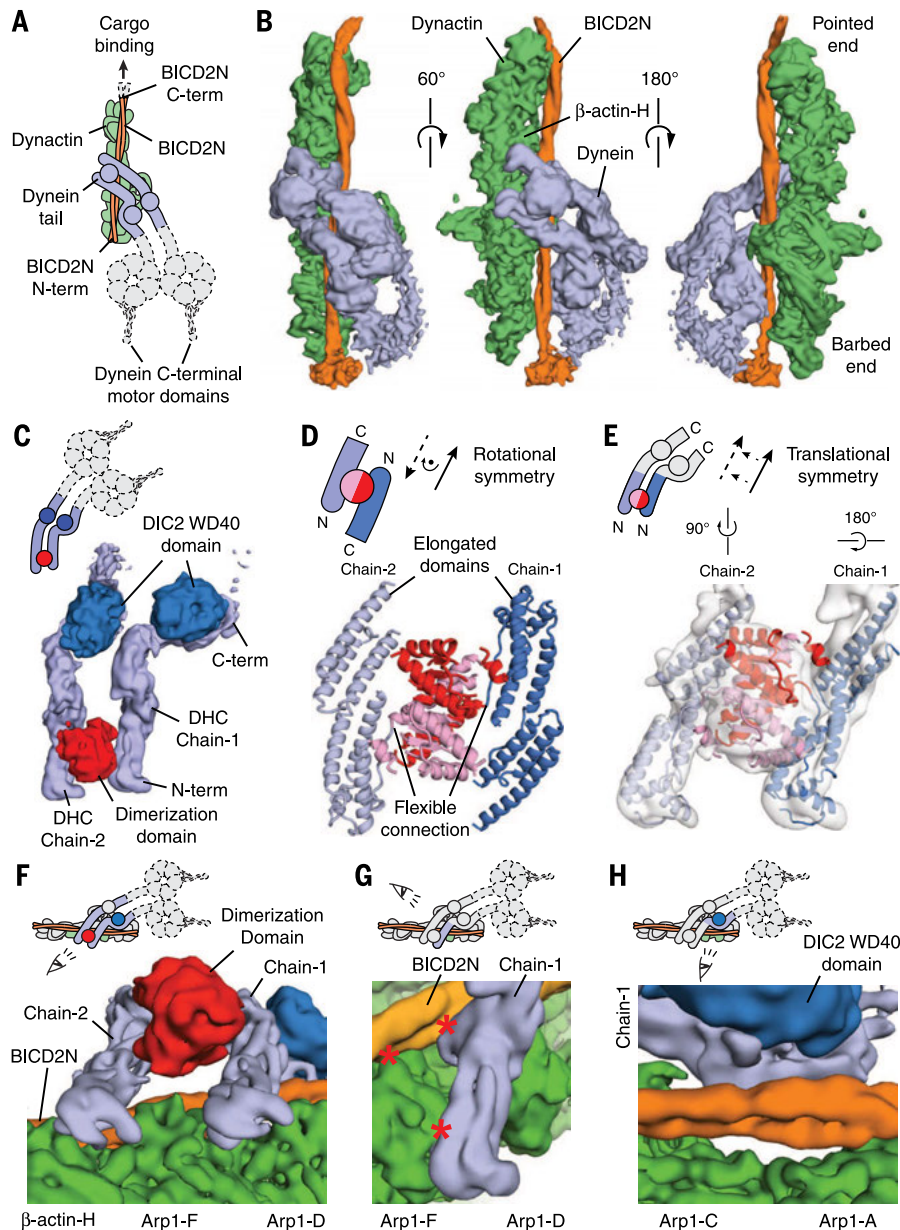 A
Cargo
binding
BICD2N
C-term
Dynactin
BICD2N
Dynein
tail
BICD2N
N-term
Dynein C-terminal
motor domains
B
Dynactin
BICD2N
Pointed
end
60°
180°
β-actin-H
Dynein
Barbed
end
C
DIC2 WD40
domain
C-term
DHC
Chain-1
N-term
DHC
Chain-2
Dimerization
domain
D
C
N
N
C
Rotational
symmetry
Elongated
domains
Chain-2
Chain-1
Flexible
connection
E
C
C
N
N
Translational
symmetry
90°
180°
Chain-2
Chain-1
F
Dimerization
Domain
Chain-1
Chain-2
BICD2N
β-actin-H
Arp1-F
Arp1-D
G
BICD2N
Chain-1
*
*
*
Arp1-F
Arp1-D
H
DIC2 WD40
domain
Chain-1
Arp1-C
Arp1-A